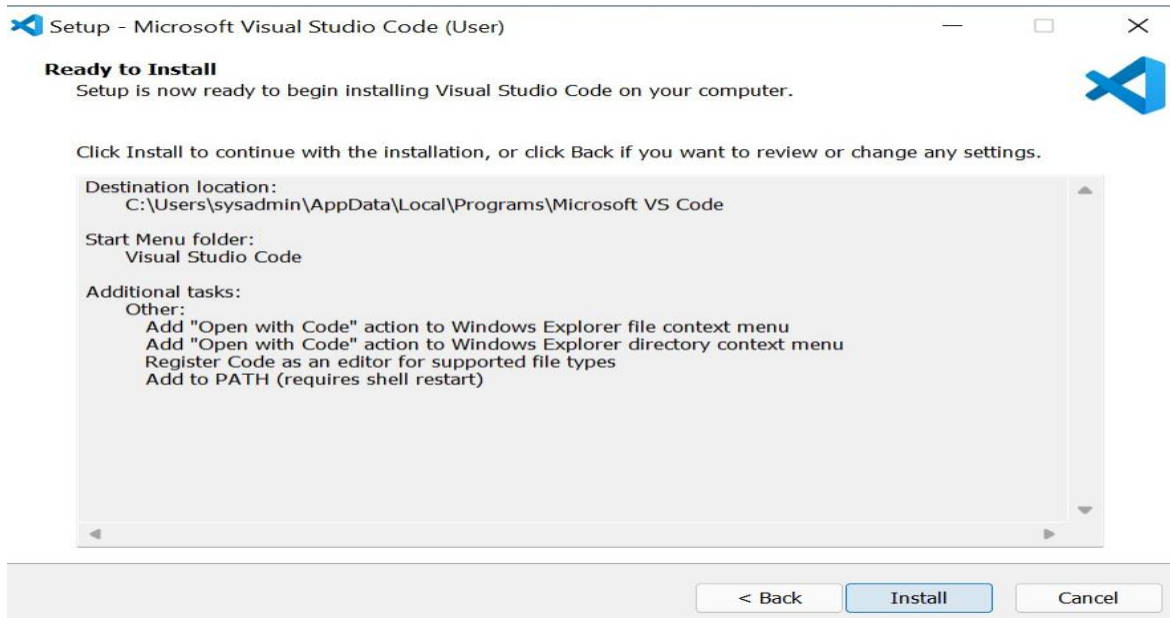 Setup - Microsoft Visual Studio Code (User)
Ready to Install
Setup is now ready to begin installing Visual Studio Code on your computer.
Click Install to continue with the installation, or click Back if you want to review or change any settings.
Destination location:
C:\Users\sysadmin\AppData\Local\Programs\Microsoft VS Code
Start Menu folder:
Visual Studio Code
Additional tasks:
Other:
Add "Open with Code" action to Windows Explorer file context menu
Add "Open with Code" action to Windows Explorer directory context menu
Register Code as an editor for supported file types
Add to PATH (requires shell restart)
< Back Install Cancel